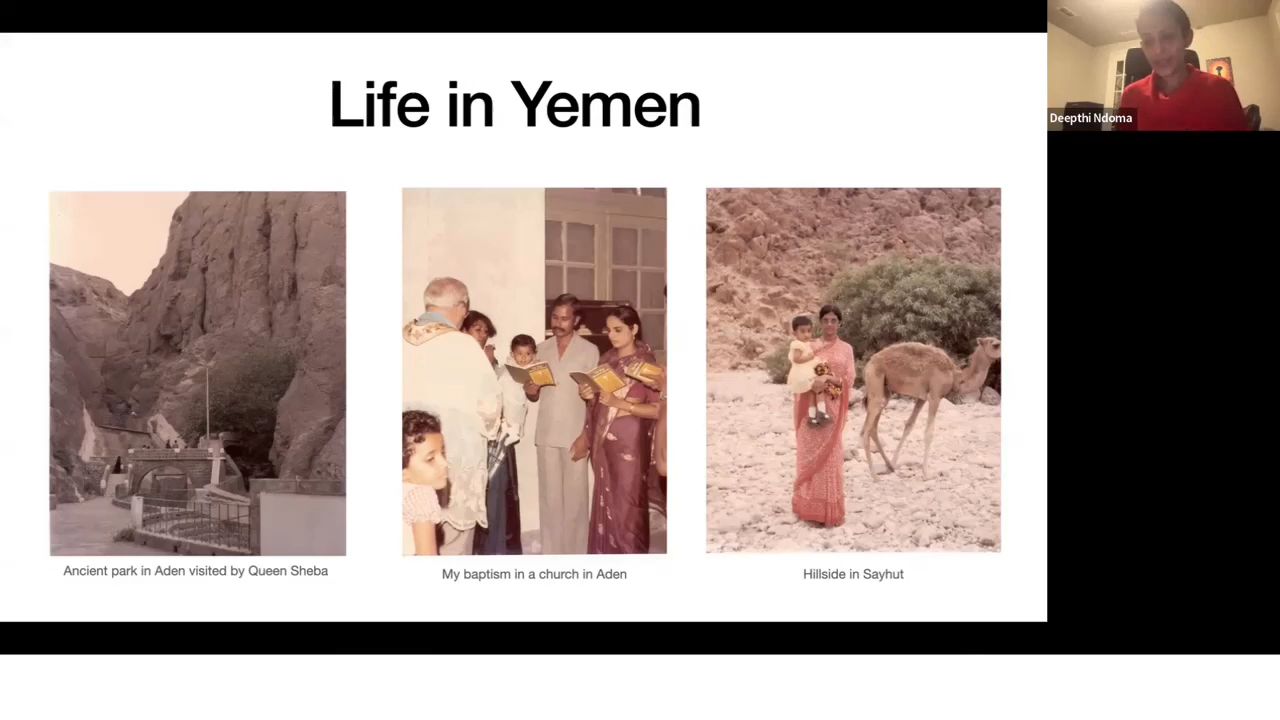 Life in Yemen
Deepthi Ndoma
Ancient park in Aden visited by Queen Sheba
My baptism in a church in Aden
Hillside in Sayhut